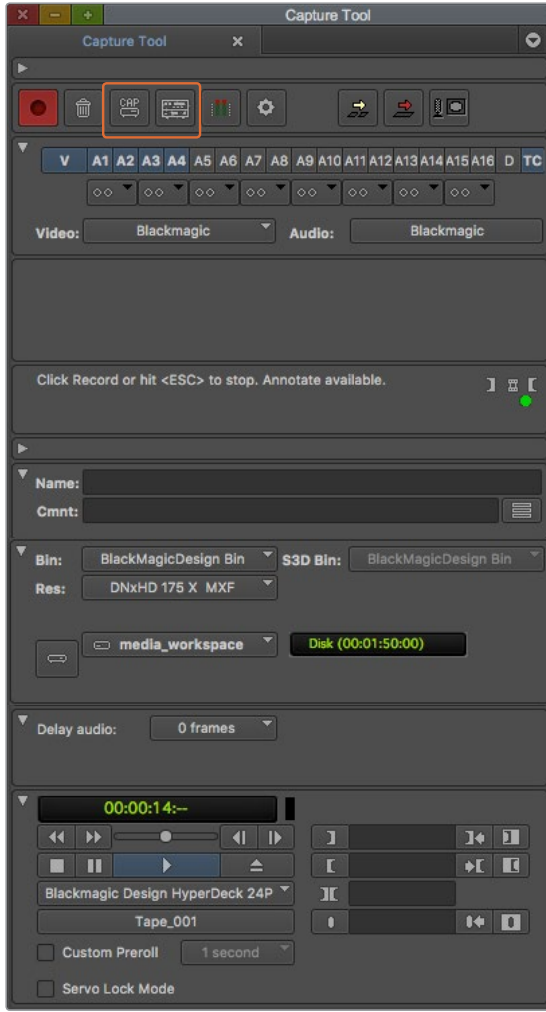 Capture Tool
Capture Tool
CAP
V A1 A2 A3 A4 A5 A6 A7 A8 A9 A10 A11 A12 A13 A14 A15 A16 D TC
Video: Blackmagic Audio: Blackmagic
Click Record or hit <ESC> to stop. Annotate available.
Name:
Cmnt:
Bin: BlackMagicDesign Bin S3D Bin: BlackMagicDesign Bin
Res: DNxHD 175 X MXF
media_workspace Disk (00:01:50:00)
Delay audio: 0 frames
00:00:14:--
Blackmagic Design HyperDeck 24P
Tape_001
Custom Preroll 1 second
Servo Lock Mode